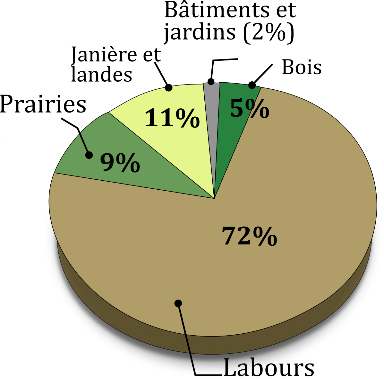 Bâtiments et
jardins (2%)
Janière et
landes
Bois
Prairies
11%
5%
9%
72%
Labours